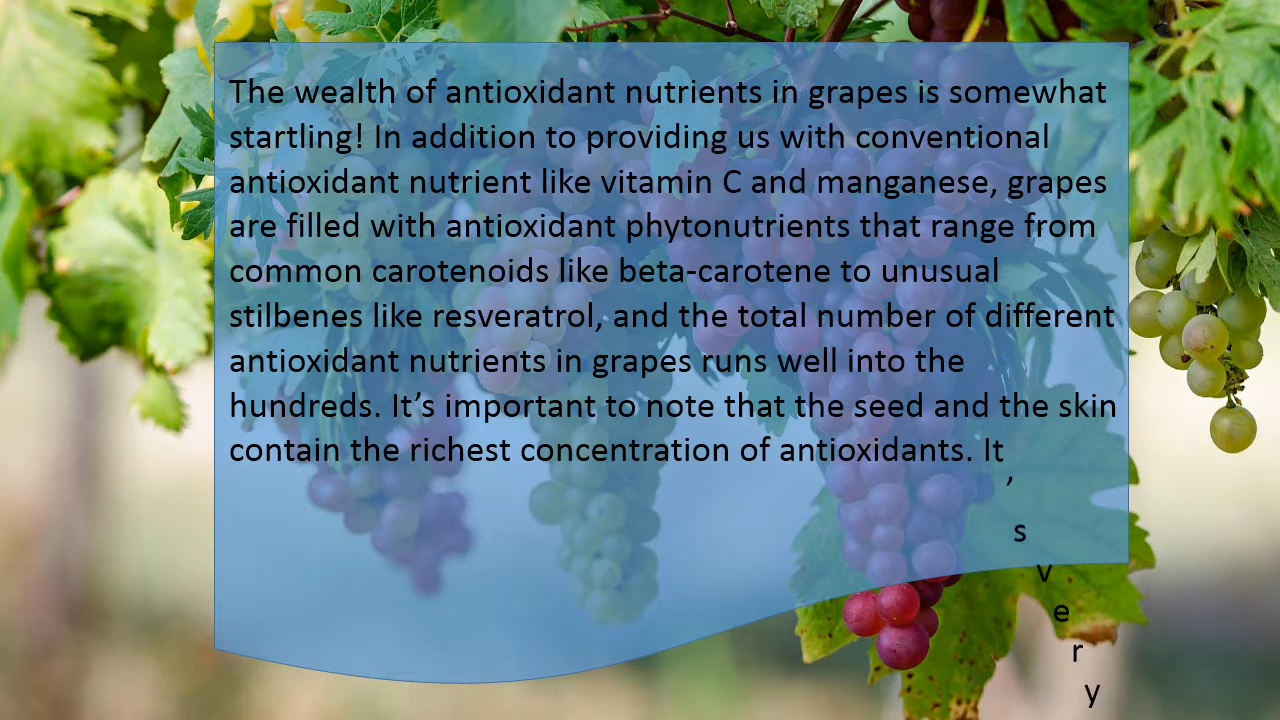 The wealth of antioxidant nutrients in grapes is somewhat
startling! In addition to providing us with conventional
antioxidant nutrient like vitamin C and manganese, grapes
are filled with antioxidant phytonutrients that range from
common carotenoids like beta-carotene to unusual
stilbenes like resveratrol, and the total number of different
antioxidant nutrients in grapes runs well into the
hundreds. It’s important to note that the seed and the skin
contain the richest concentration of antioxidants. It
’
s
v
e
r
y